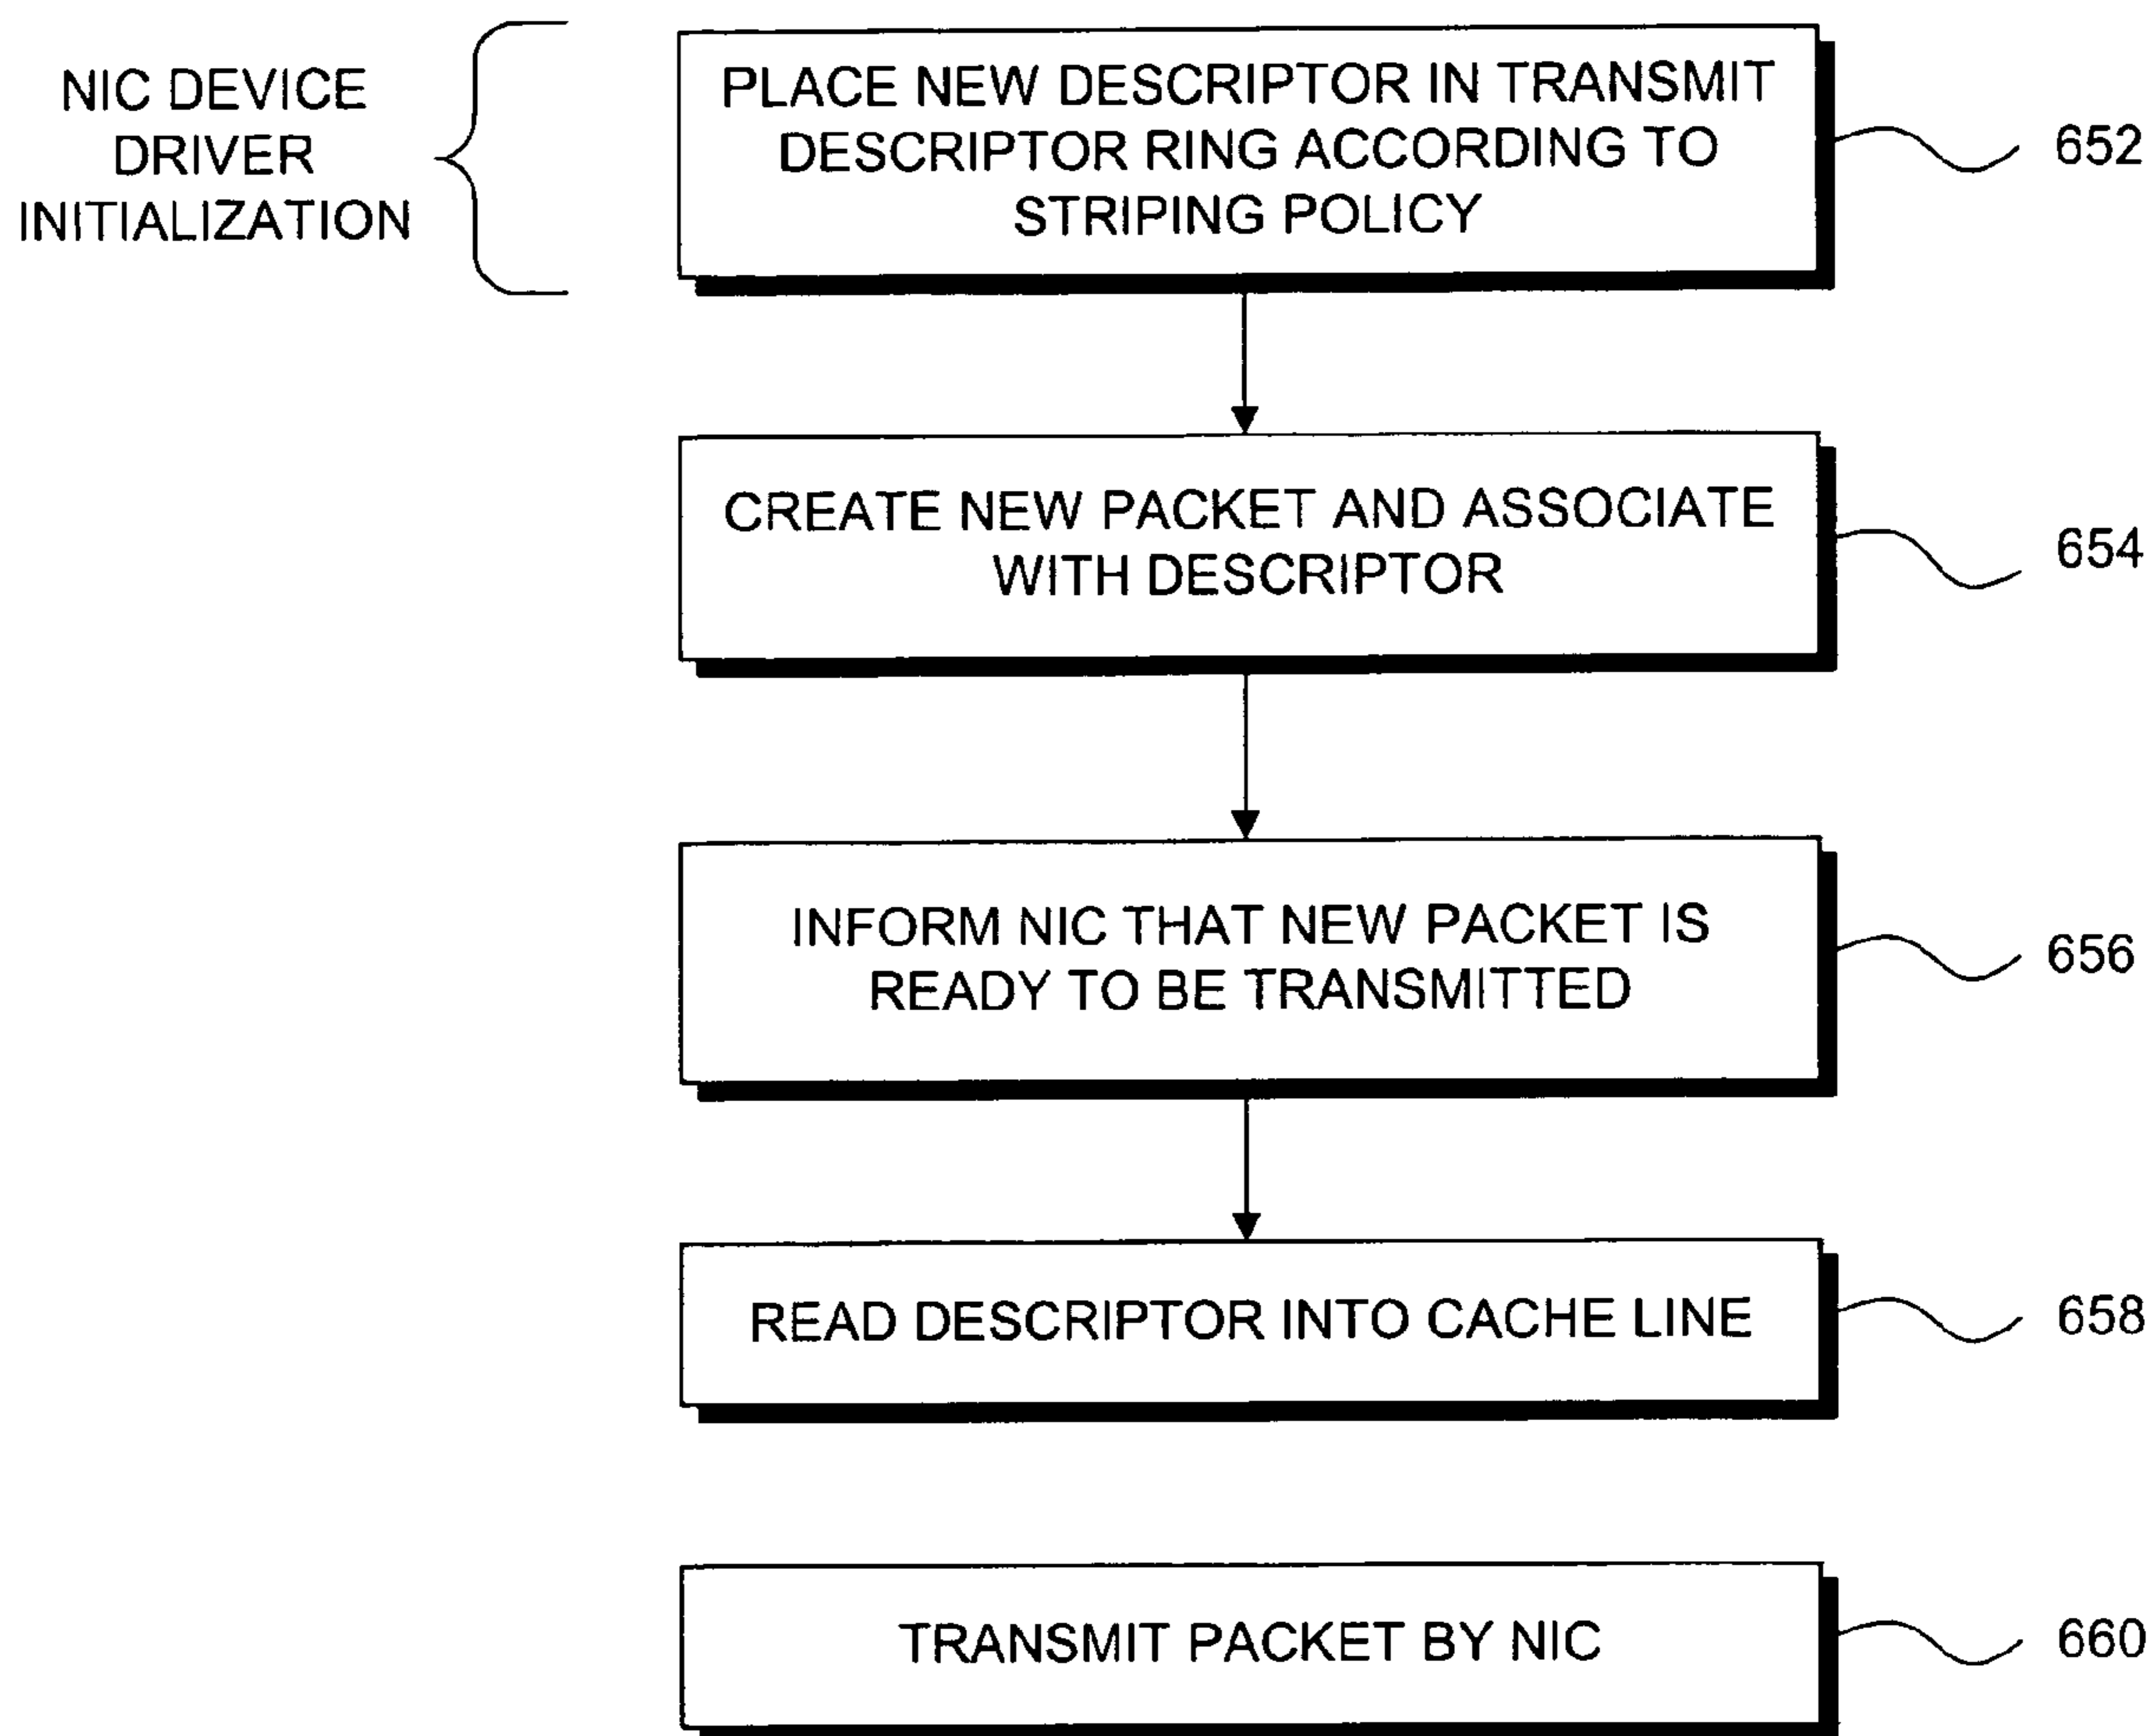 NIC DEVICE
DRIVER
INITIALIZATION
PLACE NEW DESCRIPTOR IN TRANSMIT
DESCRIPTOR RING ACCORDING TO
STRIPING POLICY
652
CREATE NEW PACKET AND ASSOCIATE
WITH DESCRIPTOR
654
INFORM NIC THAT NEW PACKET IS
READY TO BE TRANSMITTED
656
READ DESCRIPTOR INTO CACHE LINE
658
TRANSMIT PACKET BY NIC
660